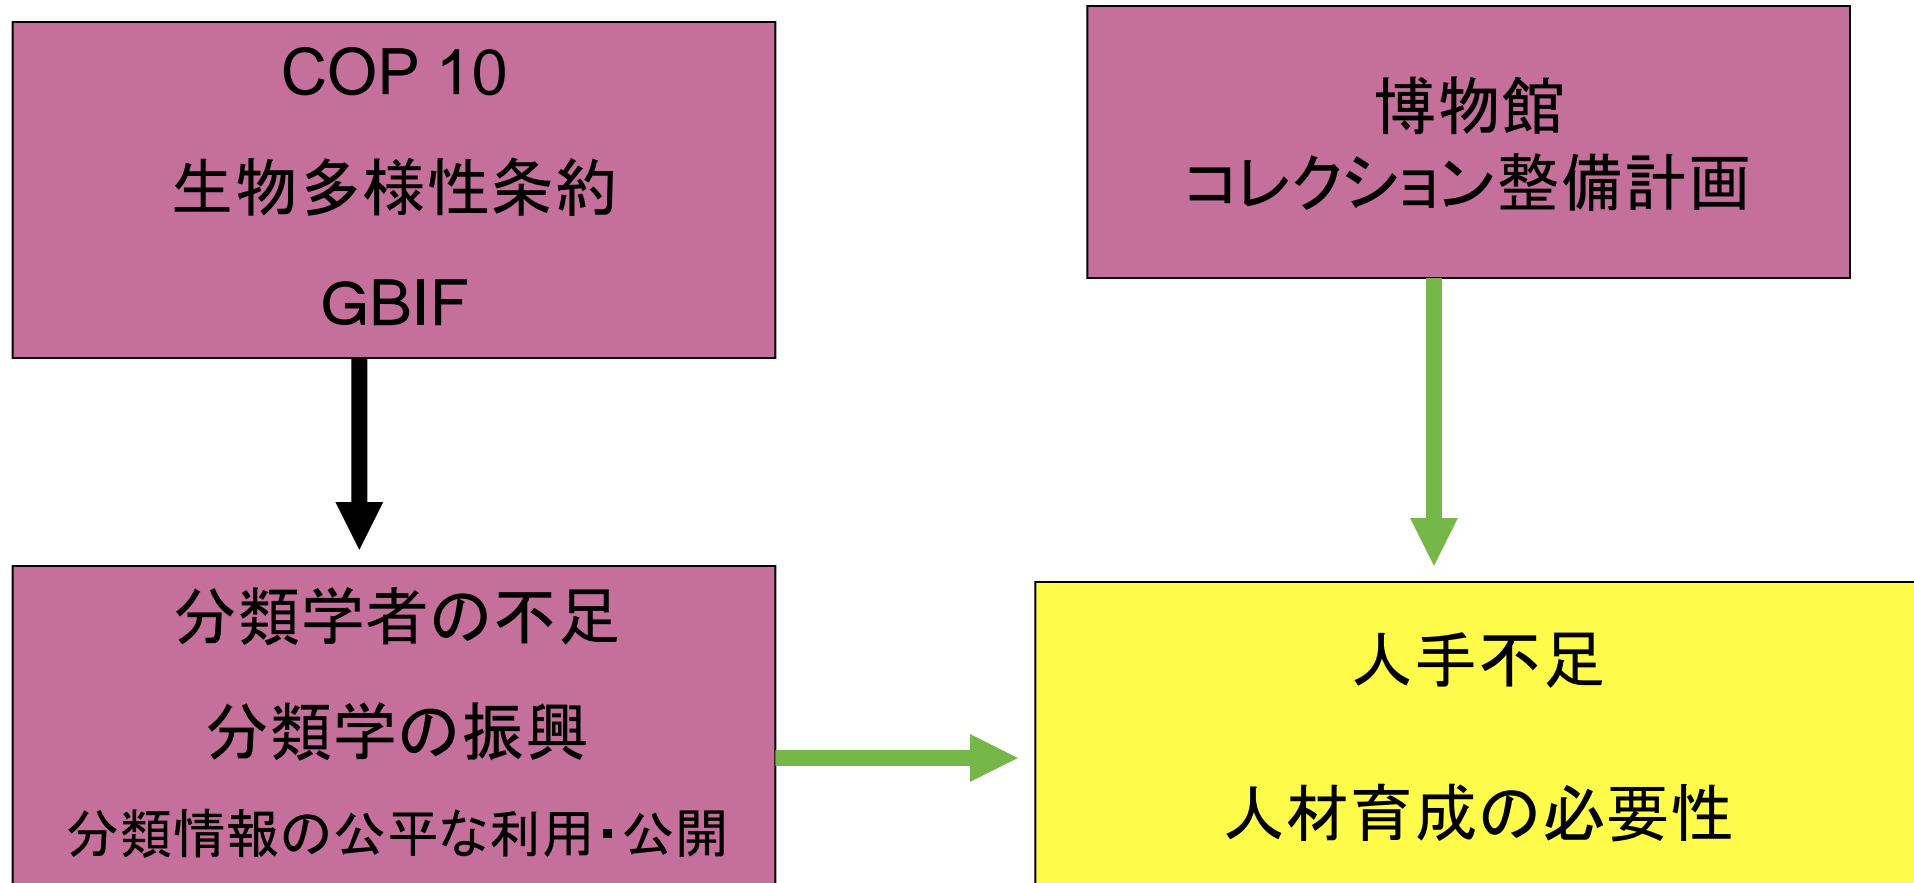 COP 10
生物多様性条約
GBIF
博物館
コレクション整備計画
分類学者の不足
分類学の振興
分類情報の公平な利用・公開
人手不足
人材育成の必要性